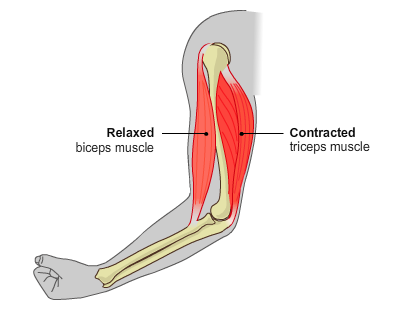 Relaxed
biceps muscle
Contracted
triceps muscle